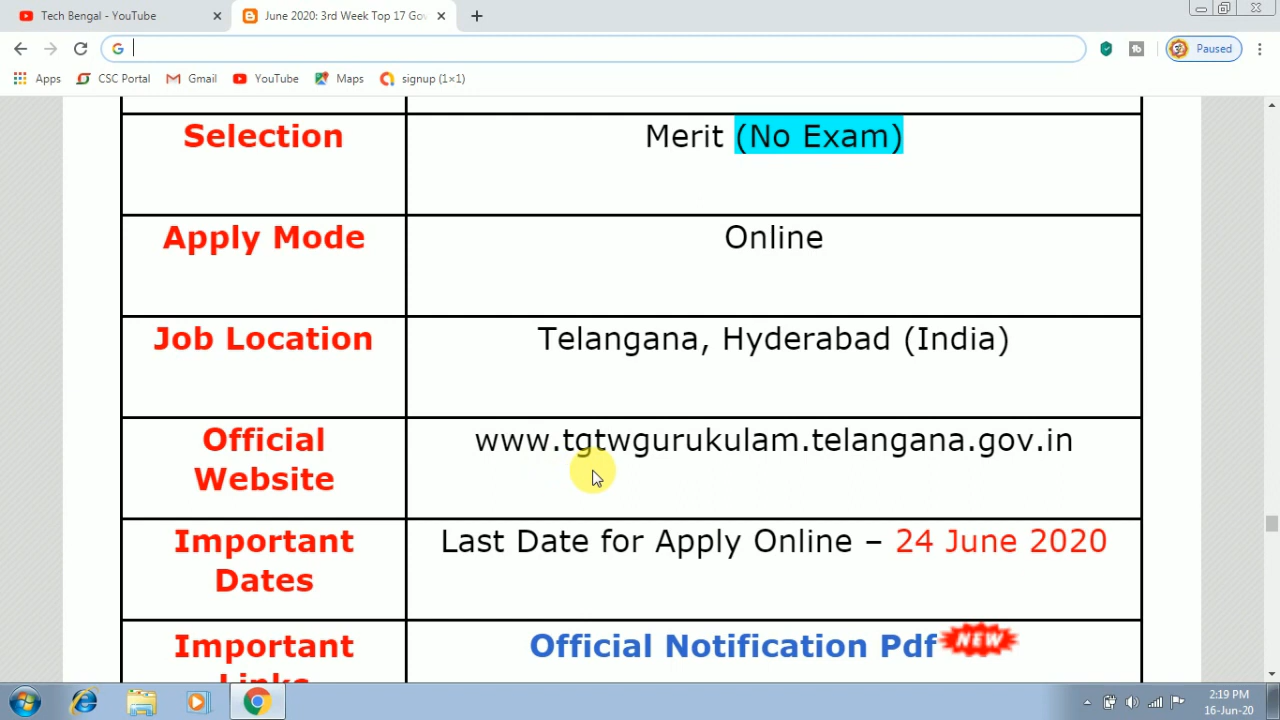 Tech Bengal - YouTube
June 2020: 3rd Week Top 17 Gov
Paused
Apps
CSC Portal
Gmail
YouTube
Maps
signup (1×1)
Selection
Merit (No Exam)
Apply Mode
Online
Job Location
Telangana, Hyderabad (India)
Official
Website
www.tgtwgurukulam.telangana.gov.in
Important
Dates
Last Date for Apply Online – 24 June 2020
Important
Links
Official Notification Pdf NEW
2:19 PM
16-Jun-20